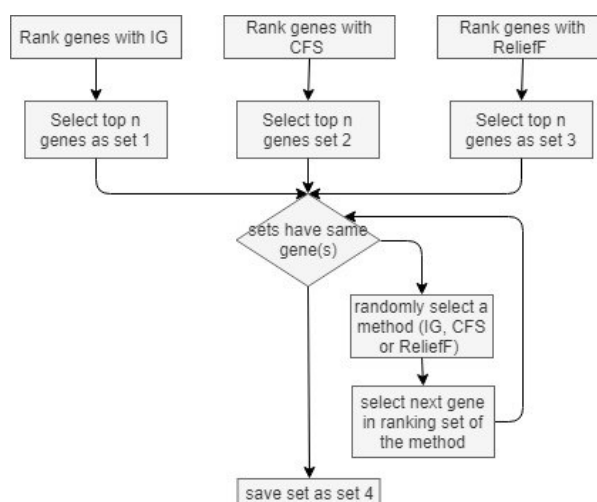 Rank genes with IG
Rank genes with
CFS
Rank genes with
ReliefF
Select top n
genes as set 1
Select top n
genes set 2
Select top n
genes as set 3
sets have same
gene(s)
randomly select a
method (IG, CFS
or ReliefF)
select next gene
in ranking set of
the method
save set as set 4